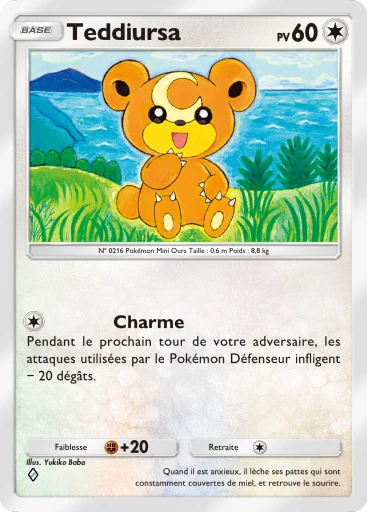 BASE Teddiursa PV 60
N° 0216 Pokémon Mini Ours Taille : 0,6 m Poids : 8,8 kg
Charme
Pendant le prochain tour de votre adversaire, les
attaques utilisées par le Pokémon Défenseur infligent
− 20 dégâts.
Faiblesse +20 Retraite
Illus. Yukiko Baba
Quand il est anxieux, il lèche ses pattes qui sont
constamment couvertes de miel, et retrouve le sourire.